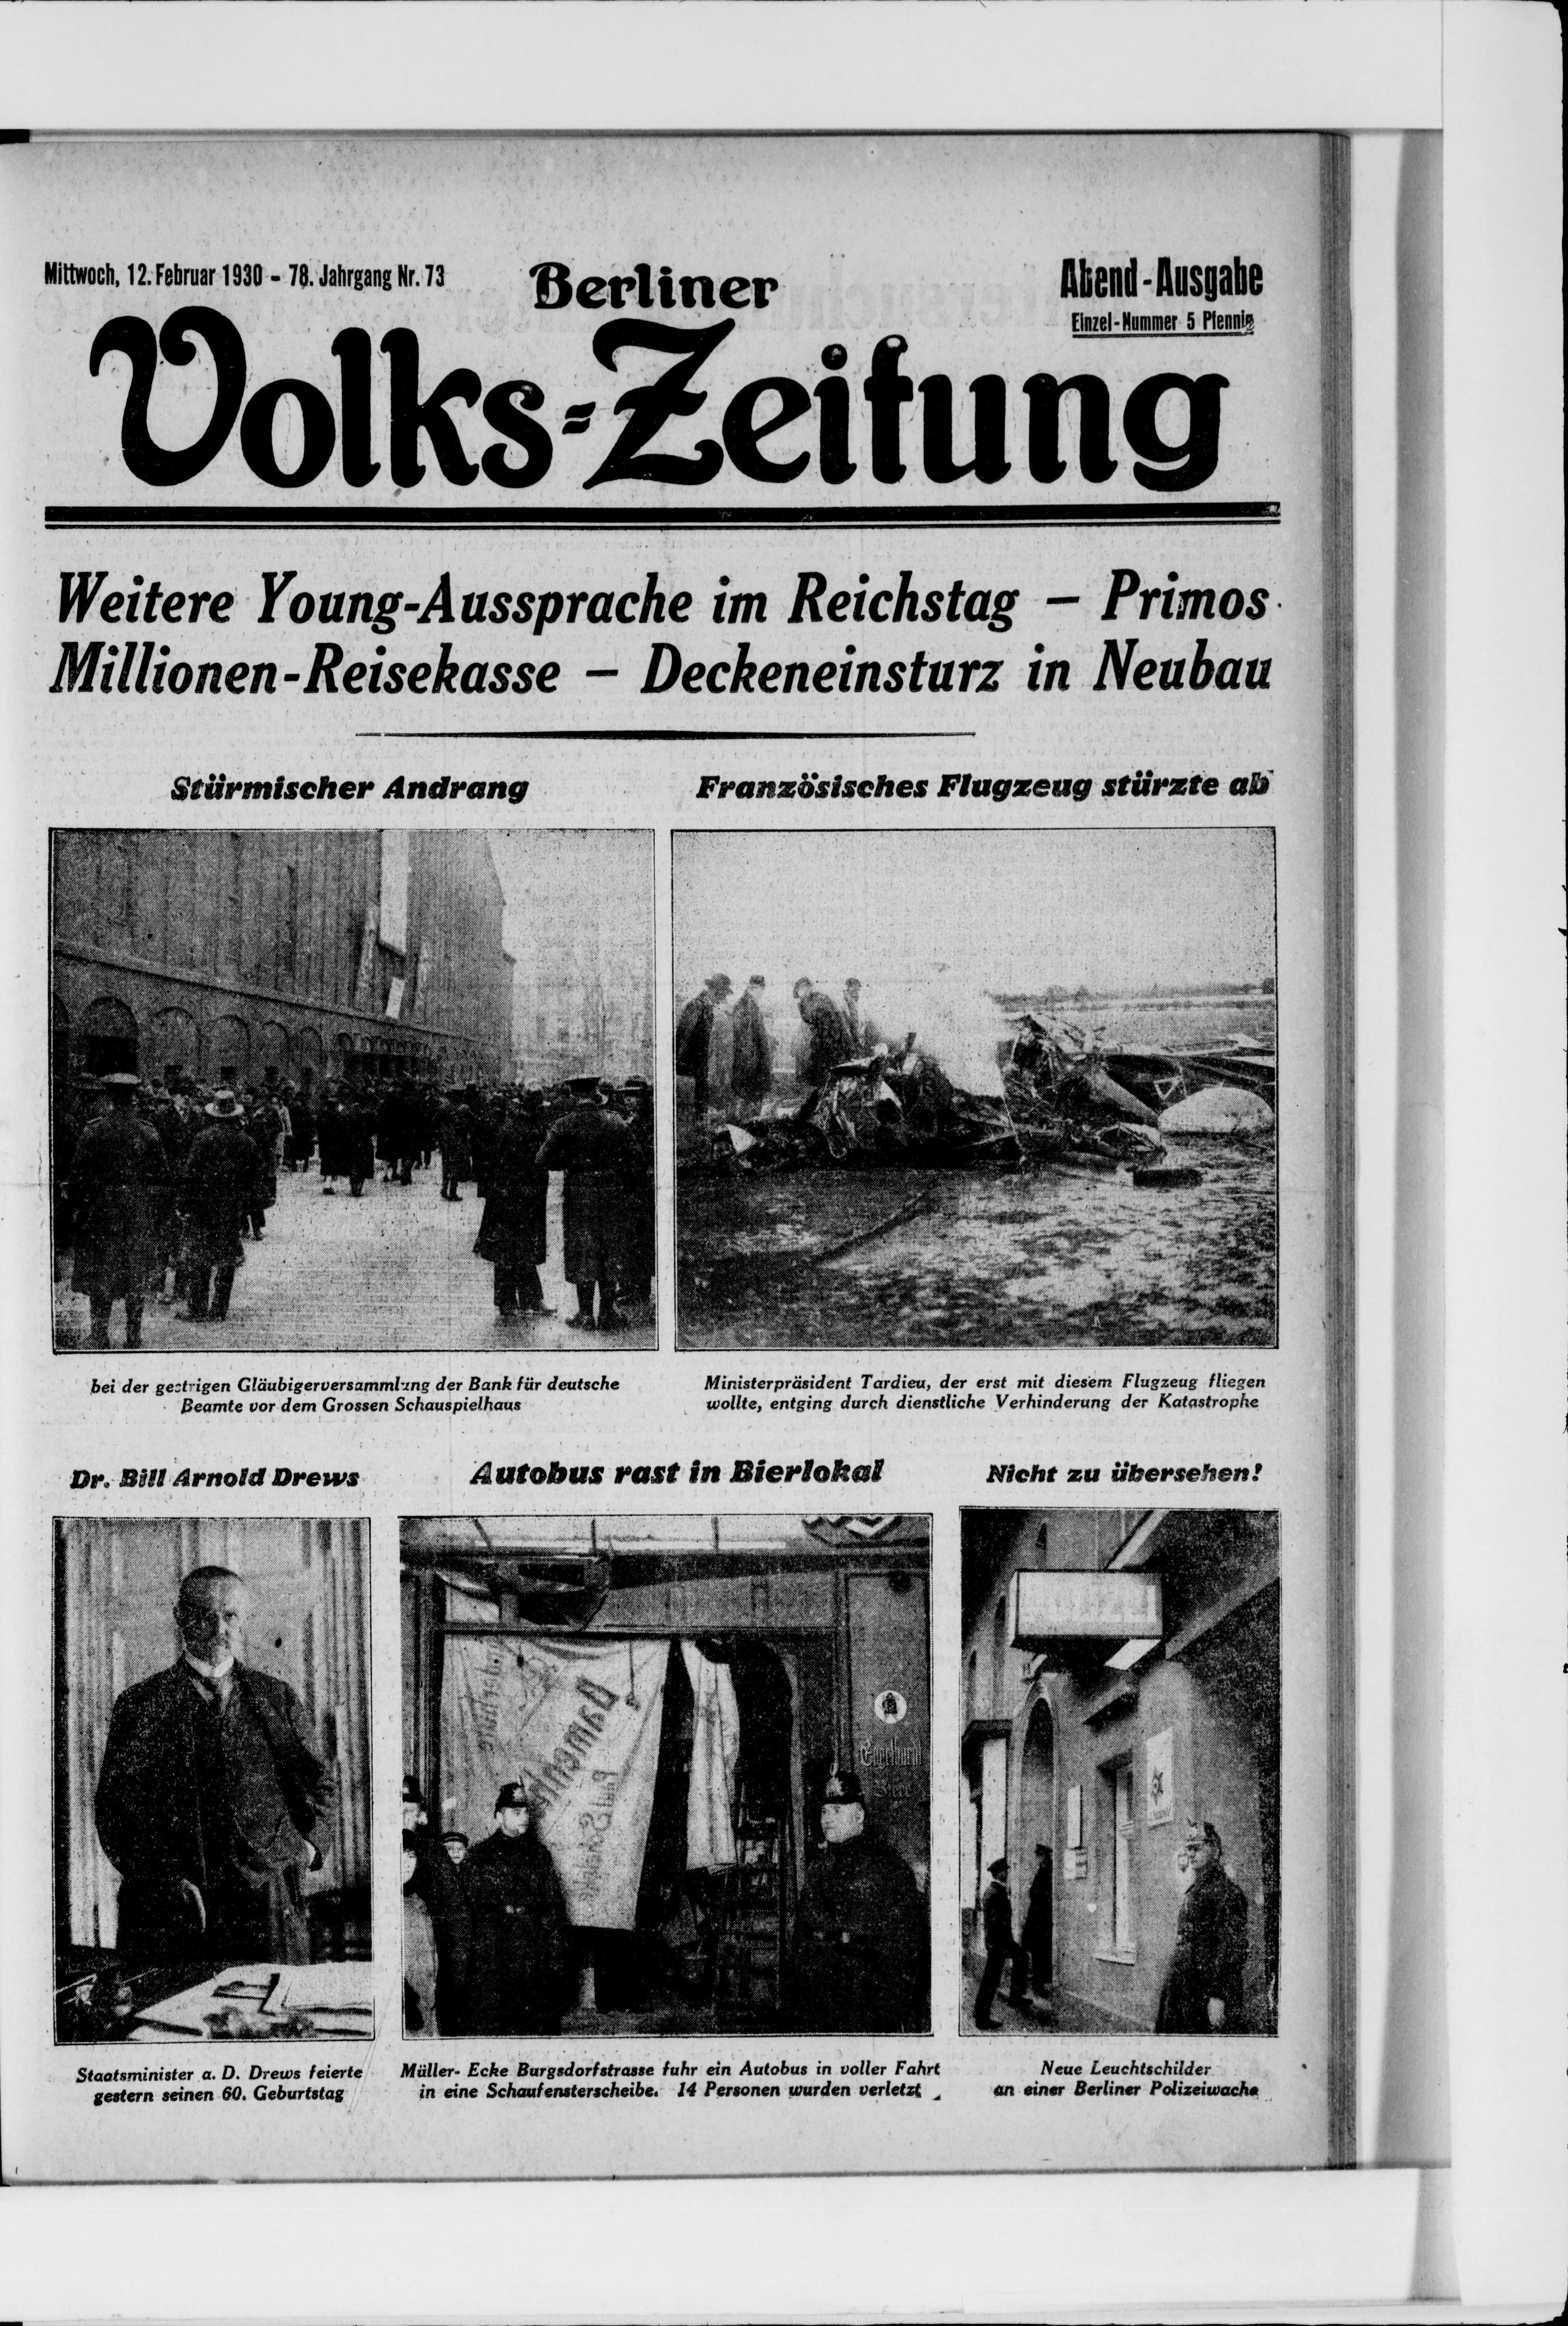 Mittwoch, 12. Februar 1930 - 78. Jahrgang Nr. 73
Berliner
Abend-Ausgabe
Einzel-Nummer 5 Pfennig
Volks-Zeitung
Weitere Young-Aussprache im Reichstag — Primos
Millionen-Reisekasse — Deckeneinsturz in Neubau
Stürmischer Andrang
bei der gestrigen Gläubigerversammlung der Bank für deutsche
Beamte vor dem Grossen Schauspielhaus
Französisches Flugzeug stürzte ab
Ministerpräsident Tardieu, der erst mit diesem Flugzeug fliegen
wollte, entging durch dienstliche Verhinderung der Katastrophe
Dr. Bill Arnold Drews
Staatsminister a. D. Drews feierte
gestern seinen 60. Geburtstag
Autobus rast in Bierlokal
Engelhardt
Biere
Müller- Ecke Burgsdorfstrasse fuhr ein Autobus in voller Fahrt
in eine Schaufensterscheibe. 14 Personen wurden verletzt
Nicht zu übersehen!
Neue Leuchtschilder
an einer Berliner Polizeiwache